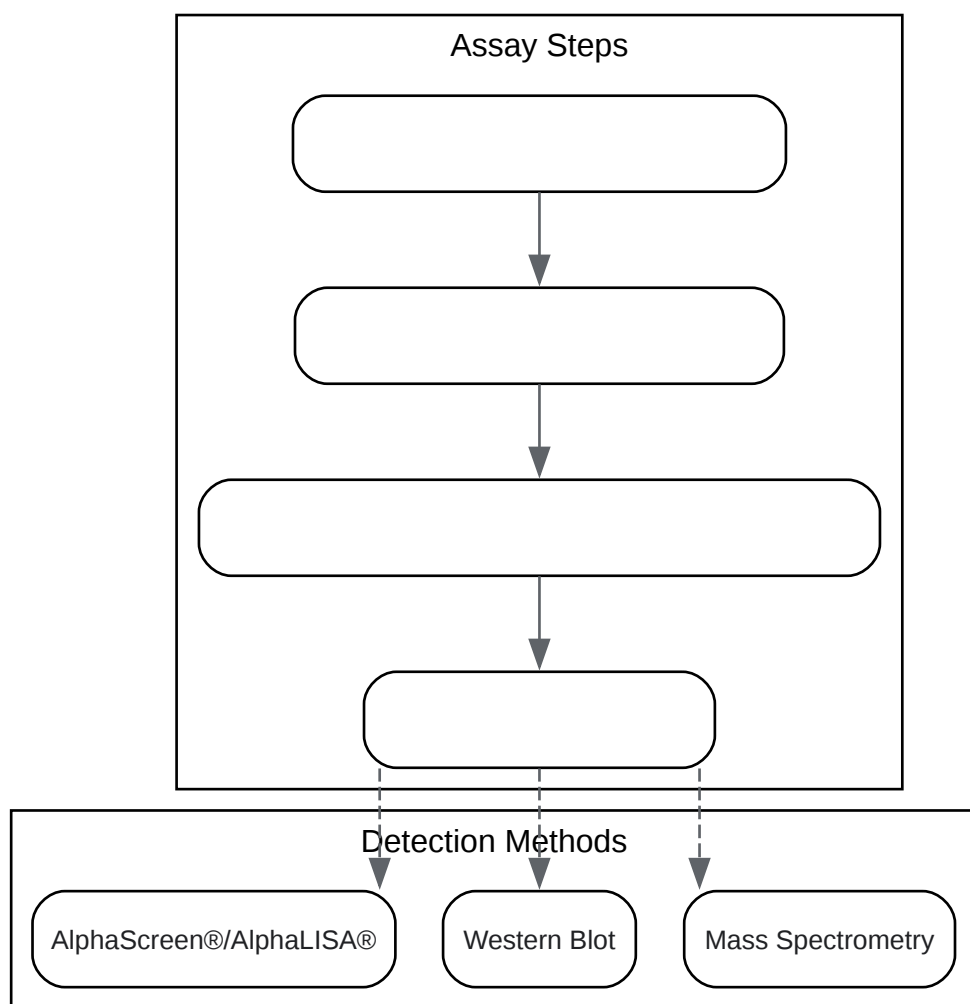 Assay Steps
Detection Methods
AlphaScreen®/AlphaLISA®
Western Blot
Mass Spectrometry